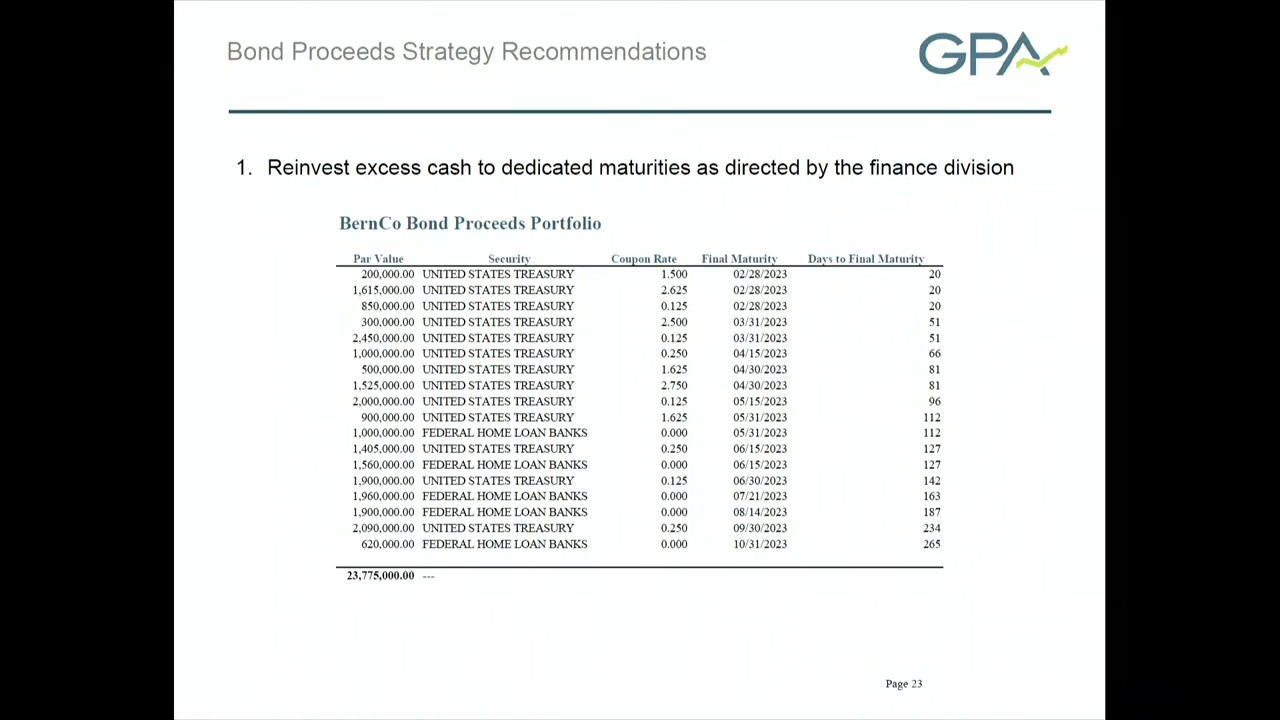 Bond Proceeds Strategy Recommendations
GPA
1. Reinvest excess cash to dedicated maturities as directed by the finance division
BernCo Bond Proceeds Portfolio
Par Value Security Coupon Rate Final Maturity Days to Final Maturity
200,000.00 UNITED STATES TREASURY 1.500 02/28/2023 20
1,615,000.00 UNITED STATES TREASURY 2.625 02/28/2023 20
850,000.00 UNITED STATES TREASURY 0.125 02/28/2023 20
300,000.00 UNITED STATES TREASURY 2.500 03/31/2023 51
2,450,000.00 UNITED STATES TREASURY 0.125 03/31/2023 51
1,000,000.00 UNITED STATES TREASURY 0.250 04/15/2023 66
500,000.00 UNITED STATES TREASURY 1.625 04/30/2023 81
1,525,000.00 UNITED STATES TREASURY 2.750 04/30/2023 81
2,000,000.00 UNITED STATES TREASURY 0.125 05/15/2023 96
900,000.00 UNITED STATES TREASURY 1.625 05/31/2023 112
1,000,000.00 FEDERAL HOME LOAN BANKS 0.000 05/31/2023 112
1,405,000.00 UNITED STATES TREASURY 0.250 06/15/2023 127
1,560,000.00 FEDERAL HOME LOAN BANKS 0.000 06/15/2023 127
1,900,000.00 UNITED STATES TREASURY 0.125 06/30/2023 142
1,960,000.00 FEDERAL HOME LOAN BANKS 0.000 07/21/2023 163
1,900,000.00 FEDERAL HOME LOAN BANKS 0.000 08/14/2023 187
2,090,000.00 UNITED STATES TREASURY 0.250 09/30/2023 234
620,000.00 FEDERAL HOME LOAN BANKS 0.000 10/31/2023 265
23,775,000.00 ---
Page 23